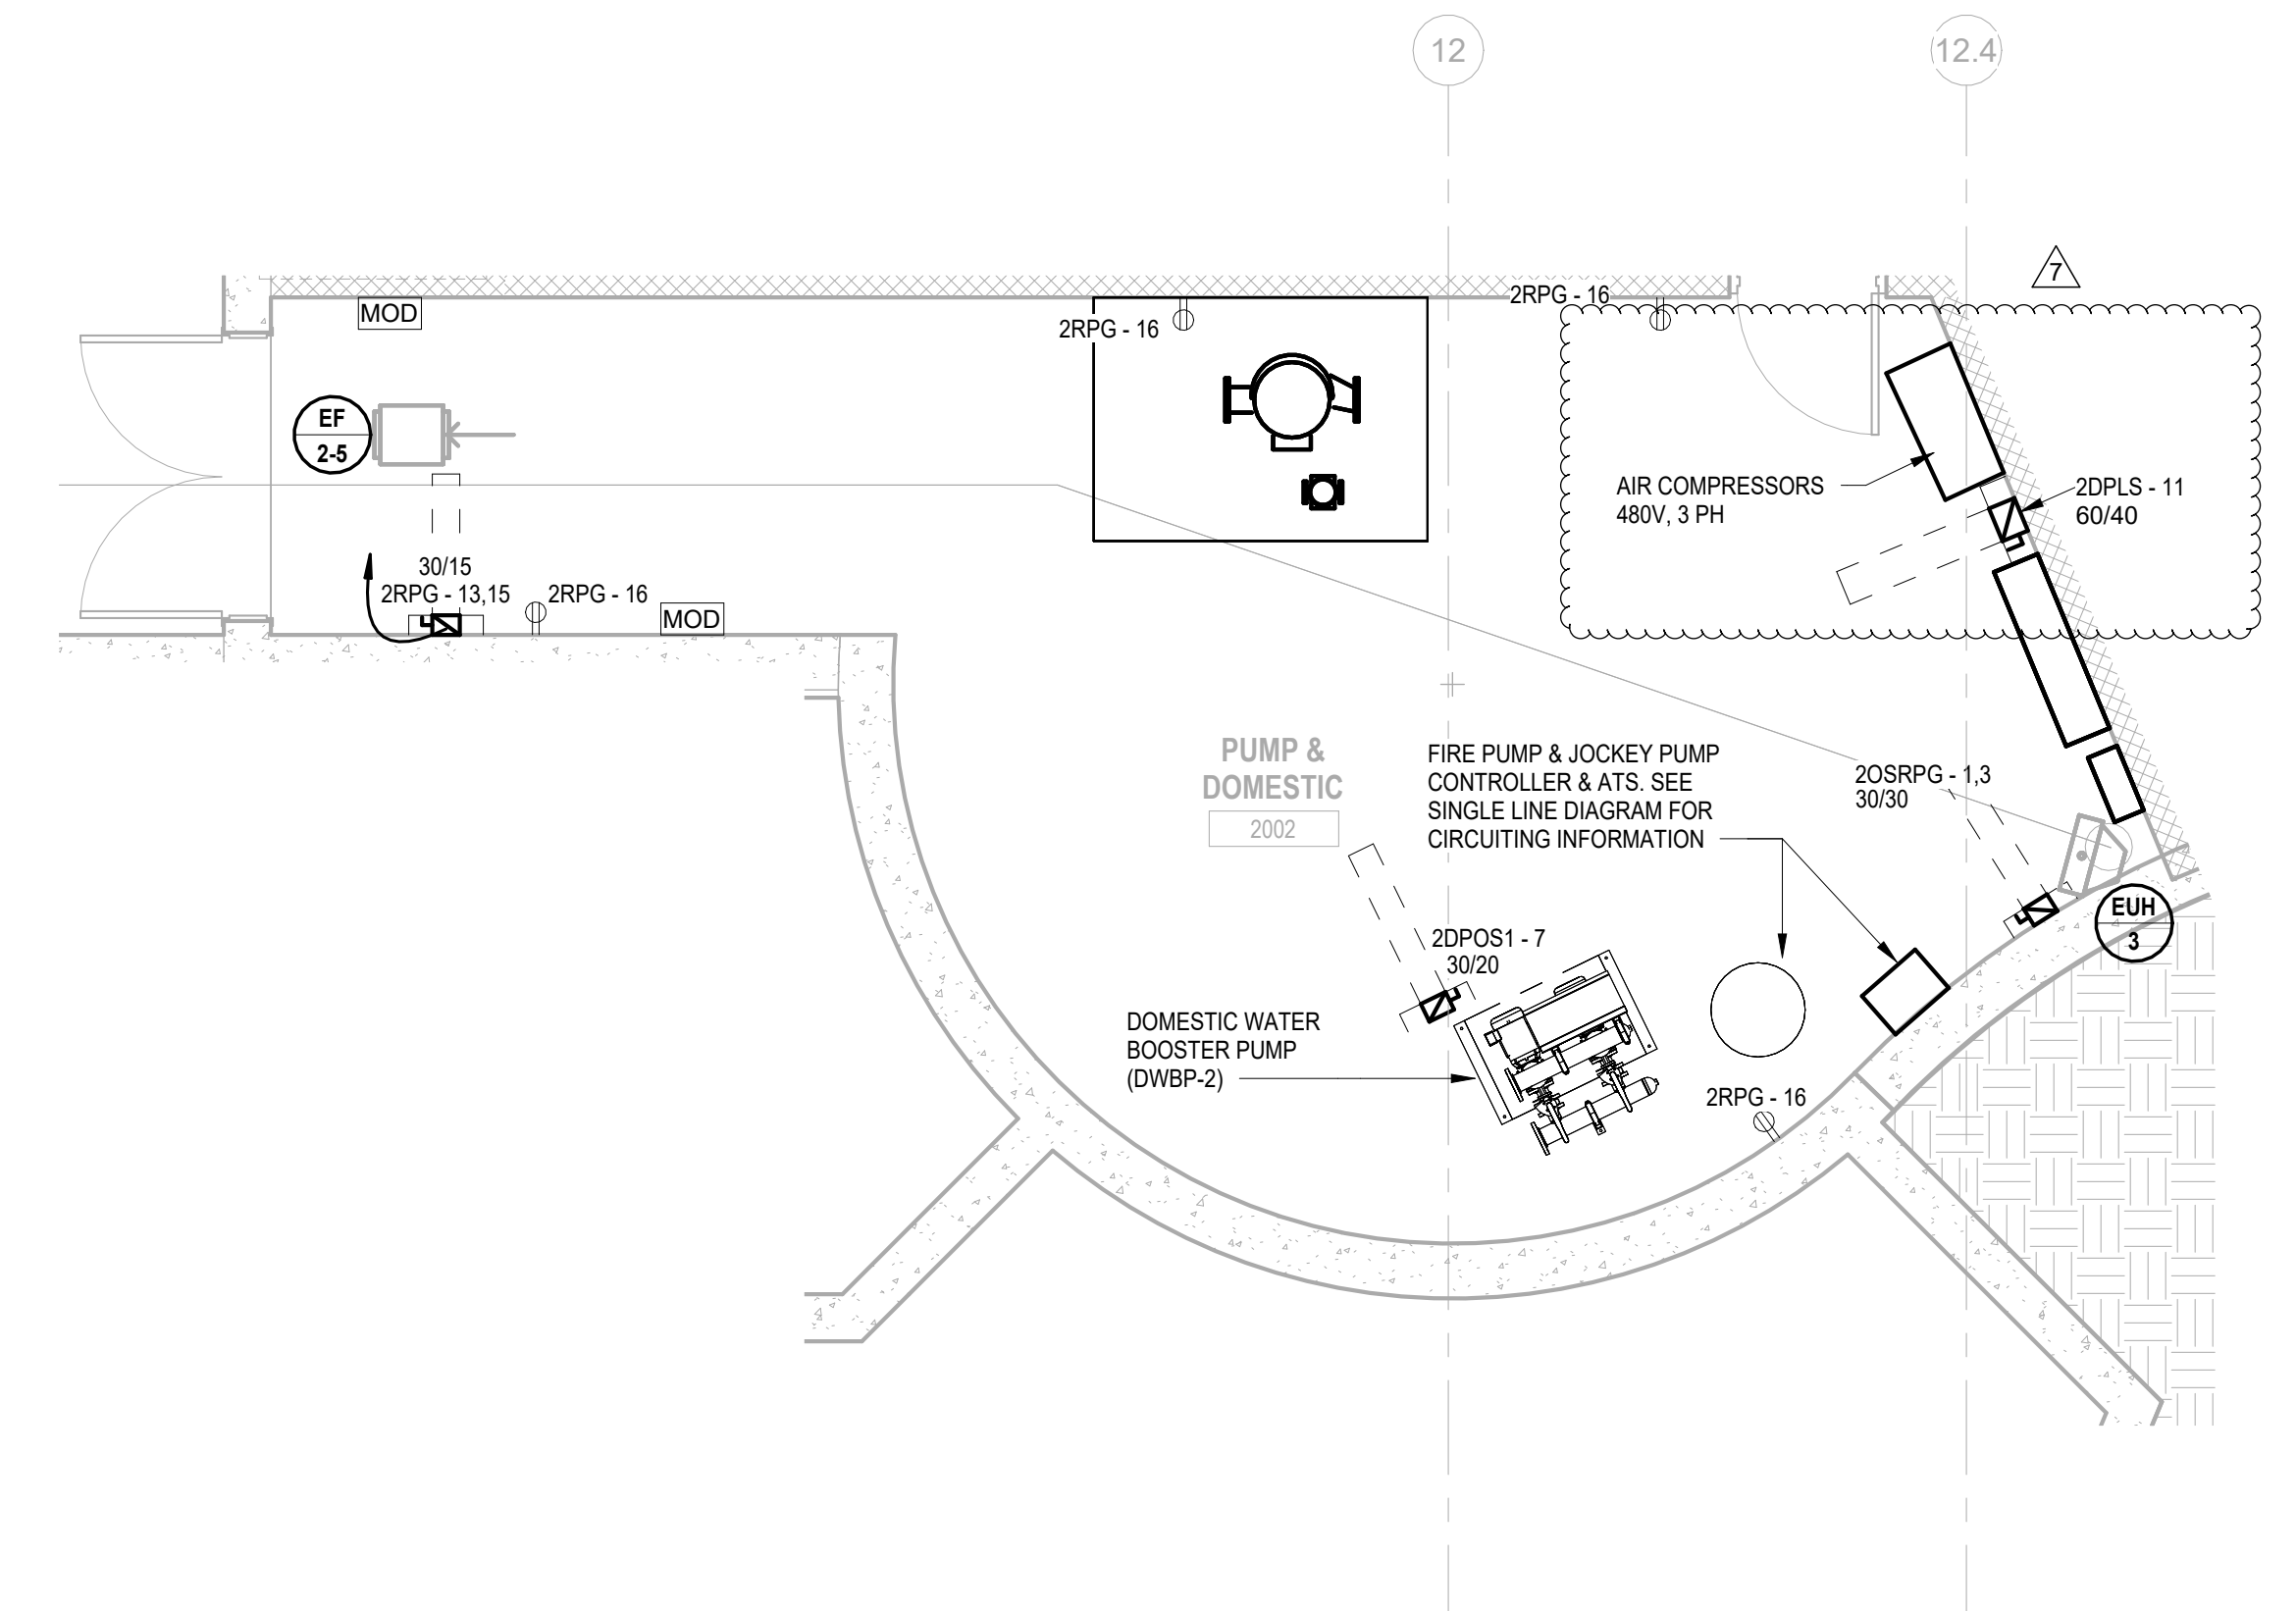 12
12.4
7
MOD
2RPG - 16
2RPG - 16
EF
2-5
AIR COMPRESSORS
480V, 3 PH
2DPLS - 11
60/40
30/15
2RPG - 13,15
2RPG - 16
MOD
PUMP &
DOMESTIC
2002
FIRE PUMP & JOCKEY PUMP
CONTROLLER & ATS. SEE
SINGLE LINE DIAGRAM FOR
CIRCUITING INFORMATION
2OSRPG - 1,3
30/30
EUH
3
2DPOS1 - 7
30/20
DOMESTIC WATER
BOOSTER PUMP
(DWBP-2)
2RPG - 16